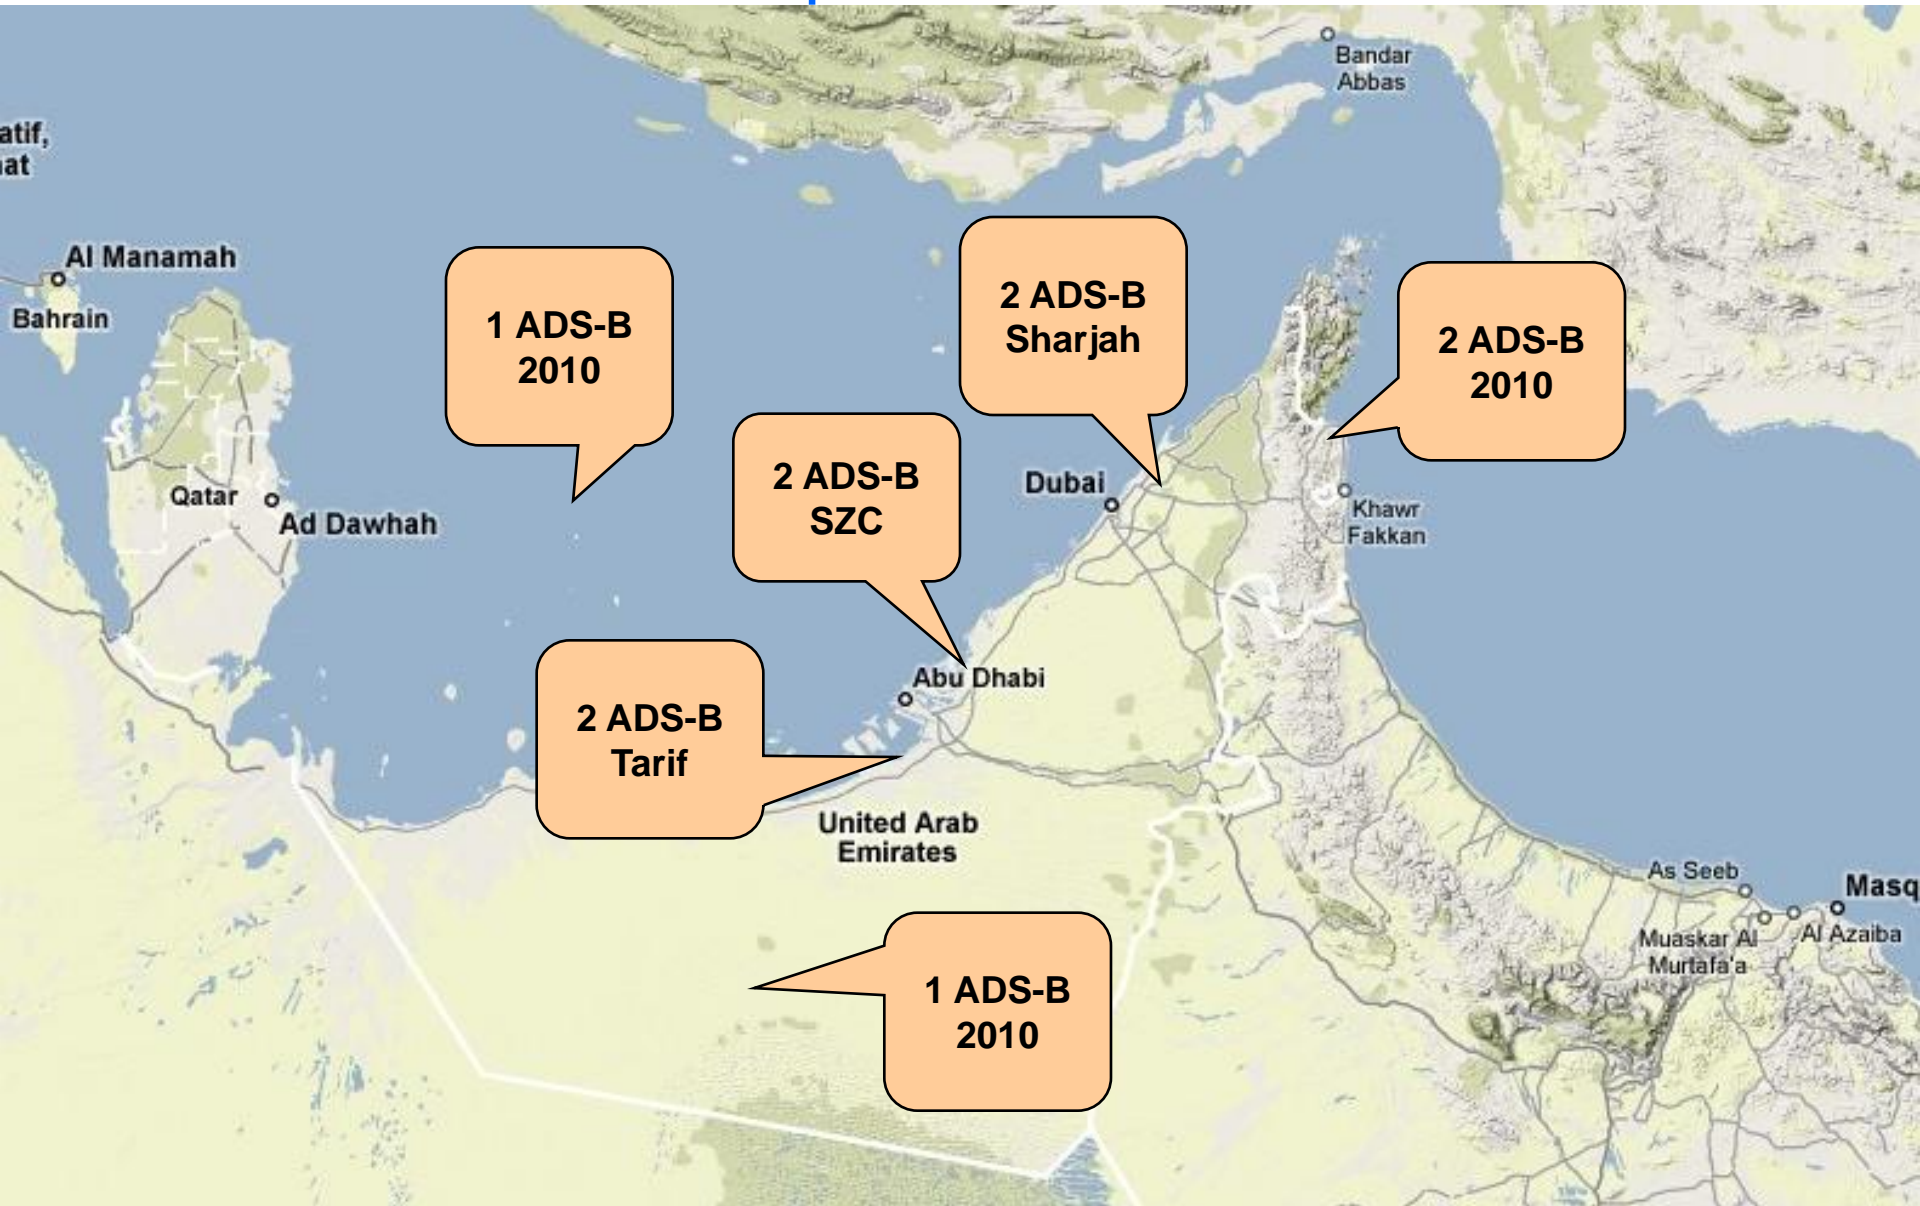 Bandar
Abbas
atif,
at
Al Manamah
Bahrain
1 ADS-B
2010
2 ADS-B
Sharjah
2 ADS-B
2010
2 ADS-B
SZC
Dubai
Qatar
Ad Dawhah
Khawr
Fakkan
2 ADS-B
Tarif
Abu Dhabi
United Arab
Emirates
As Seeb
Masq
Muaskar Al
Murtafa'a
Al Azaiba
1 ADS-B
2010